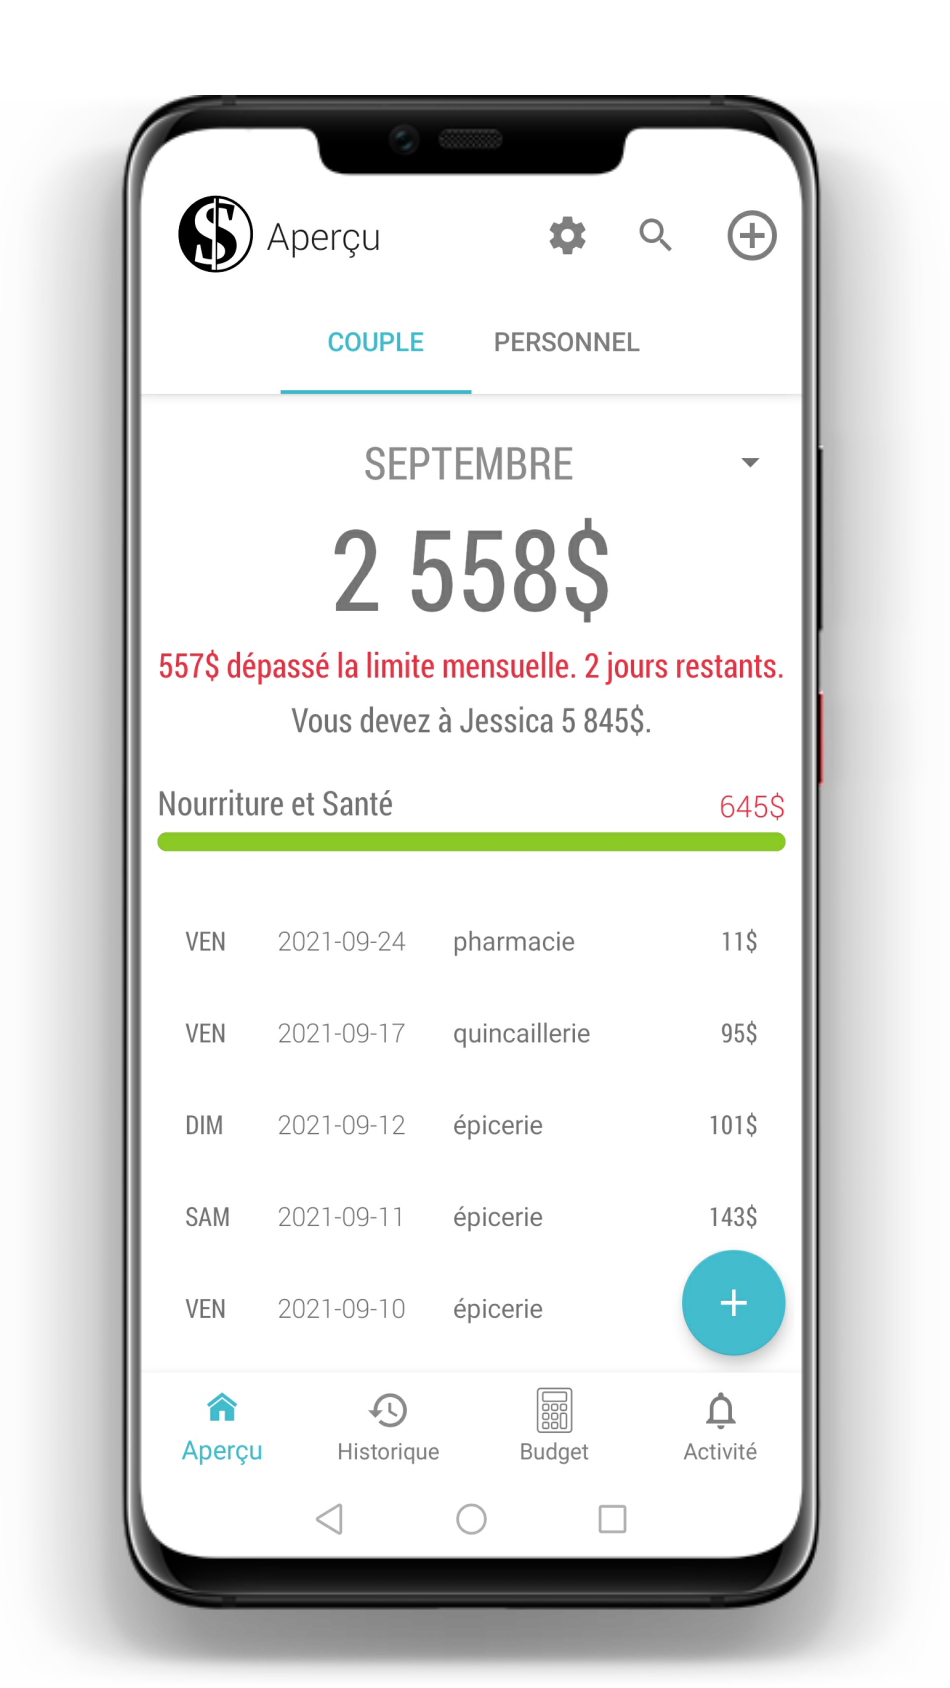 Aperçu
COUPLE PERSONNEL
SEPTEMBRE
2 558$
557$ dépassé la limite mensuelle. 2 jours restants.
Vous devez à Jessica 5 845$.
Nourriture et Santé 645$
VEN 2021-09-24 pharmacie 11$
VEN 2021-09-17 quincaillerie 95$
DIM 2021-09-12 épicerie 101$
SAM 2021-09-11 épicerie 143$
VEN 2021-09-10 épicerie
Aperçu Historique Budget Activité